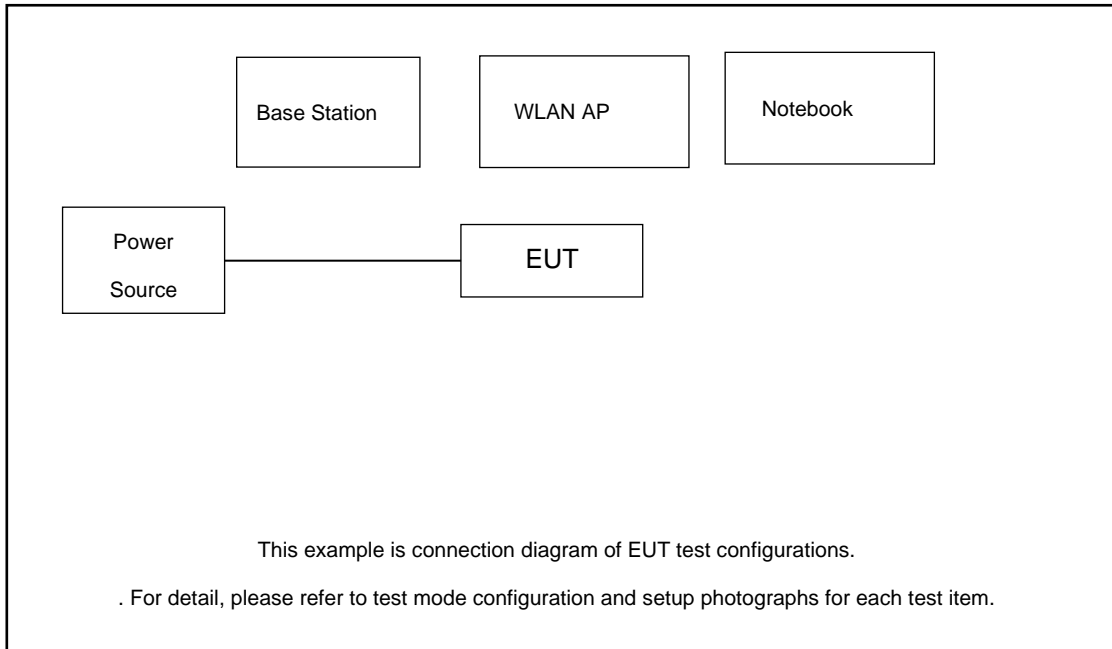 Base Station
WLAN AP
Notebook
Power
Source
EUT
This example is connection diagram of EUT test configurations.
. For detail, please refer to test mode configuration and setup photographs for each test item.